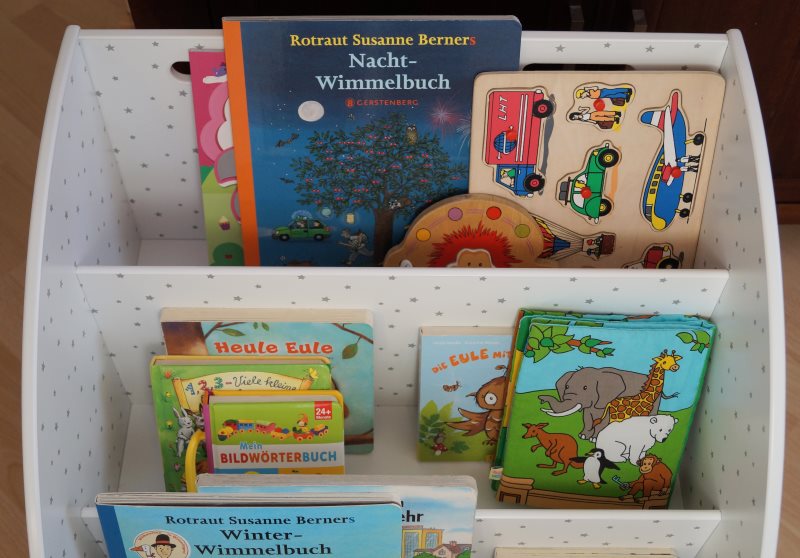 Rotraut Susanne Berners
Nacht-
Wimmelbuch
GERSTENBERG
LHT
Heule Eule
1, 2, 3 – Viele kleine
24+
Monate
Mein
BILDWÖRTERBUCH
DIE EULE MIT
Rotraut Susanne Berners
Winter-
Wimmelbuch